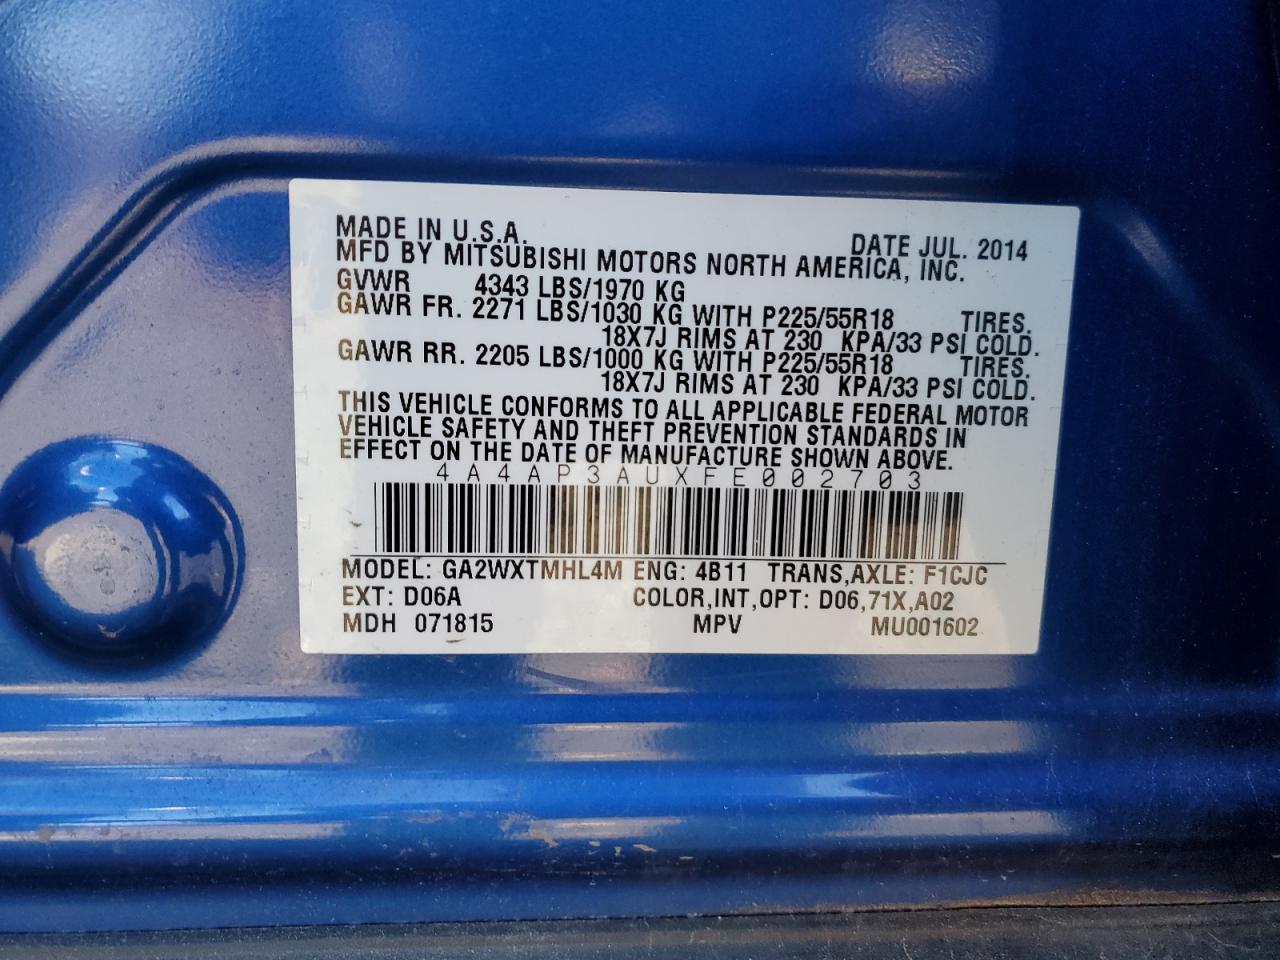 MADE IN U.S.A. DATE JUL. 2014
MFD BY MITSUBISHI MOTORS NORTH AMERICA, INC.
GVWR 4343 LBS/1970 KG
GAWR FR. 2271 LBS/1030 KG WITH P225/55R18 TIRES.
18X7J RIMS AT 230 KPA/33 PSI COLD.
GAWR RR. 2205 LBS/1000 KG WITH P225/55R18 TIRES.
18X7J RIMS AT 230 KPA/33 PSI COLD.
THIS VEHICLE CONFORMS TO ALL APPLICABLE FEDERAL MOTOR
VEHICLE SAFETY AND THEFT PREVENTION STANDARDS IN
EFFECT ON THE DATE OF MANUFACTURE SHOWN ABOVE.
4A4AP3AUXFE002703
MODEL: GA2WXTMHL4M ENG: 4B11 TRANS,AXLE: F1CJC
EXT: D06A COLOR,INT,OPT: D06,71X,A02
MDH 071815 MPV MU001602